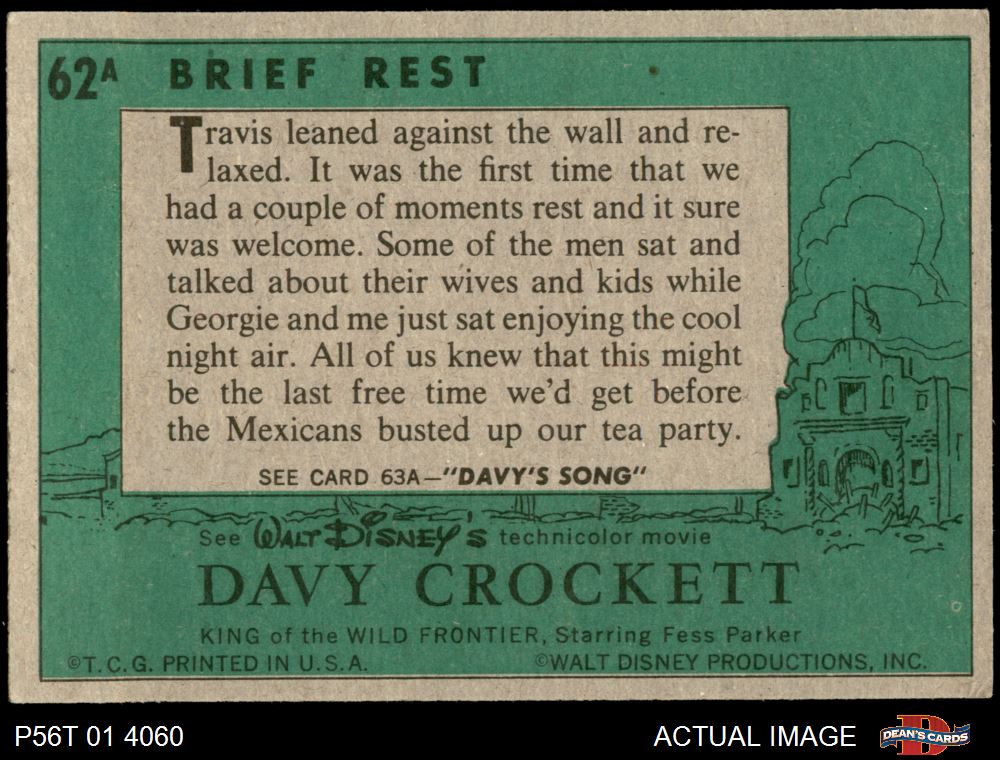 62A BRIEF REST
Travis leaned against the wall and re-
laxed. It was the first time that we
had a couple of moments rest and it sure
was welcome. Some of the men sat and
talked about their wives and kids while
Georgie and me just sat enjoying the cool
night air. All of us knew that this might
be the last free time we'd get before
the Mexicans busted up our tea party.
SEE CARD 63A—"DAVY'S SONG"
See WALT DISNEY'S technicolor movie
DAVY CROCKETT
KING of the WILD FRONTIER, Starring Fess Parker
©T.C.G. PRINTED IN U.S.A. ©WALT DISNEY PRODUCTIONS, INC.
P56T 01 4060 ACTUAL IMAGE D DEAN'S CARDS